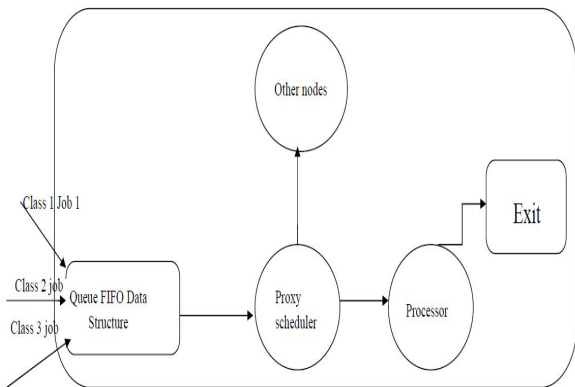 Other nodes
Class 1 Job 1
Exit
Class 2 job
Queue FIFO Data
Structure
Proxy
scheduler
Processor
Class 3 job